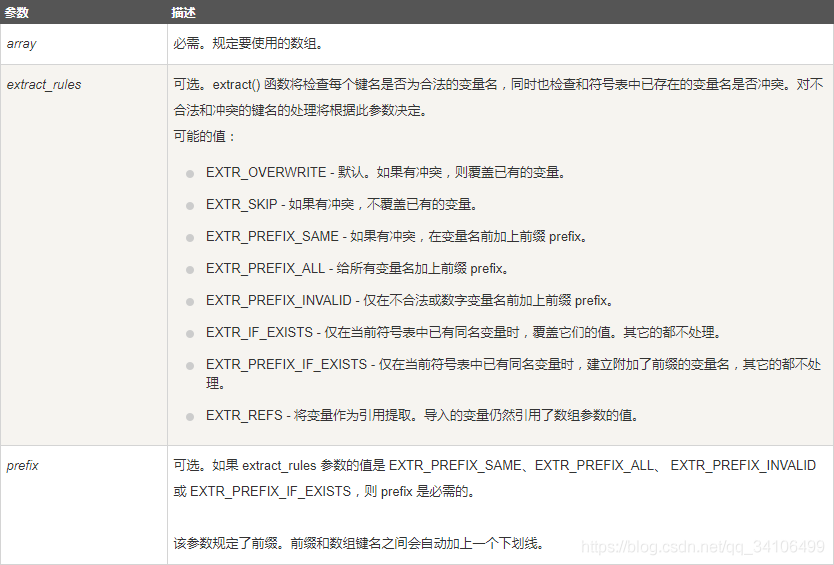 参数 描述
array 必需。规定要使用的数组。
extract_rules 可选。extract() 函数将检查每个键名是否为合法的变量名，同时也检查和符号表中已存在的变量名是否冲突。对不
合法和冲突的键名的处理将根据此参数决定。
可能的值：
EXTR_OVERWRITE - 默认。如果有冲突，则覆盖已有的变量。
EXTR_SKIP - 如果有冲突，不覆盖已有的变量。
EXTR_PREFIX_SAME - 如果有冲突，在变量名前加上前缀 prefix。
EXTR_PREFIX_ALL - 给所有变量名加上前缀 prefix。
EXTR_PREFIX_INVALID - 仅在不合法或数字变量名前加上前缀 prefix。
EXTR_IF_EXISTS - 仅在当前符号表中已有同名变量时，覆盖它们的值。其它的都不处理。
EXTR_PREFIX_IF_EXISTS - 仅在当前符号表中已有同名变量时，建立附加了前缀的变量名，其它的都不处
理。
EXTR_REFS - 将变量作为引用提取。导入的变量仍然引用了数组参数的值。
prefix 可选。如果 extract_rules 参数的值是 EXTR_PREFIX_SAME、EXTR_PREFIX_ALL、 EXTR_PREFIX_INVALID
或 EXTR_PREFIX_IF_EXISTS，则 prefix 是必需的。
该参数规定了前缀。前缀和数组键名之间会自动加上一个下划线。
https://blog.csdn.net/qq_34106499